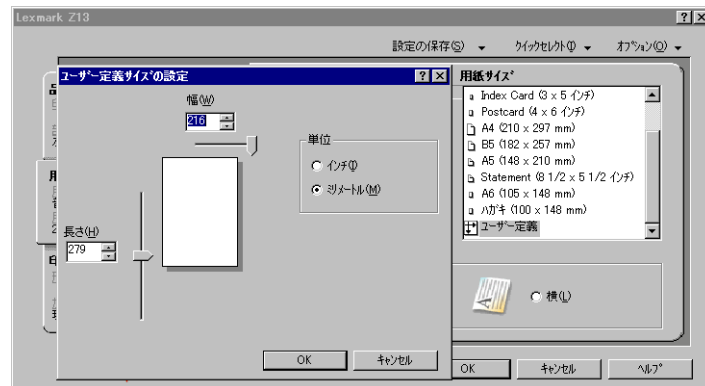 Lexmark Z13
設定の保存(S)
クイックセレクト(I)
オプション(O)
ユーザー定義サイズの設定
幅(W)
216
長さ(H)
279
単位
インチ(I)
ミリメートル(M)
OK
キャンセル
用紙サイズ
Index Card (3 x 5 インチ)
Postcard (4 x 6 インチ)
A4 (210 x 297 mm)
B5 (182 x 257 mm)
A5 (148 x 210 mm)
Statement (8 1/2 x 5 1/2 インチ)
A6 (105 x 148 mm)
ハガキ (100 x 148 mm)
ユーザー定義
横(L)
OK
キャンセル
ヘルプ